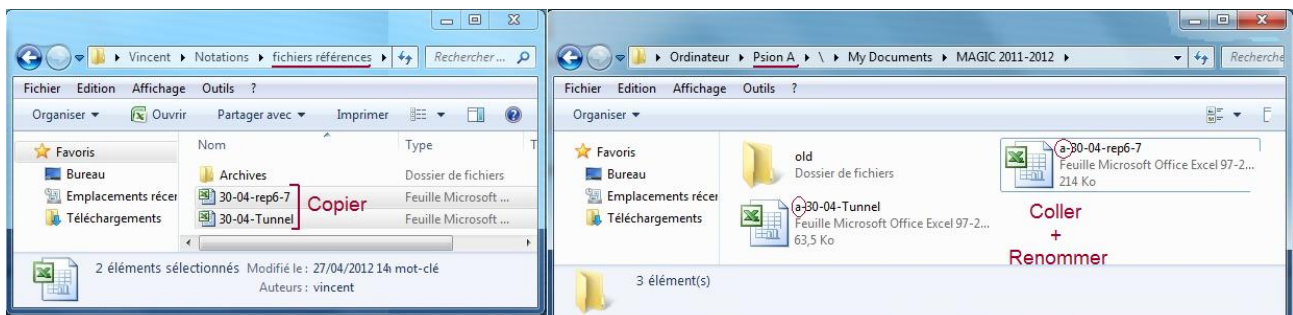 Vincent ▸ Notations ▸ fichiers références ▸
Rechercher ...
Fichier Edition Affichage Outils ?
Organiser Ouvrir Partager avec Imprimer
Favoris
Bureau
Emplacements récer
Téléchargements
Nom Type T
Archives Dossier de fichiers
30-04-rep6-7 Feuille Microsoft ...
30-04-Tunnel Feuille Microsoft ...
Copier
2 éléments sélectionnés Modifié le : 27/04/2012 14h mot-clé
Auteurs : vincent
Ordinateur ▸ Psion A ▸ \ ▸ My Documents ▸ MAGIC 2011-2012 ▸
Recherche
Fichier Edition Affichage Outils ?
Organiser
Favoris
Bureau
Emplacements récer
Téléchargements
old
Dossier de fichiers
a-30-04-rep6-7
Feuille Microsoft Office Excel 97-2...
214 Ko
a-30-04-Tunnel
Feuille Microsoft Office Excel 97-2...
63,5 Ko
Coller
+
Renommer
3 élément(s)